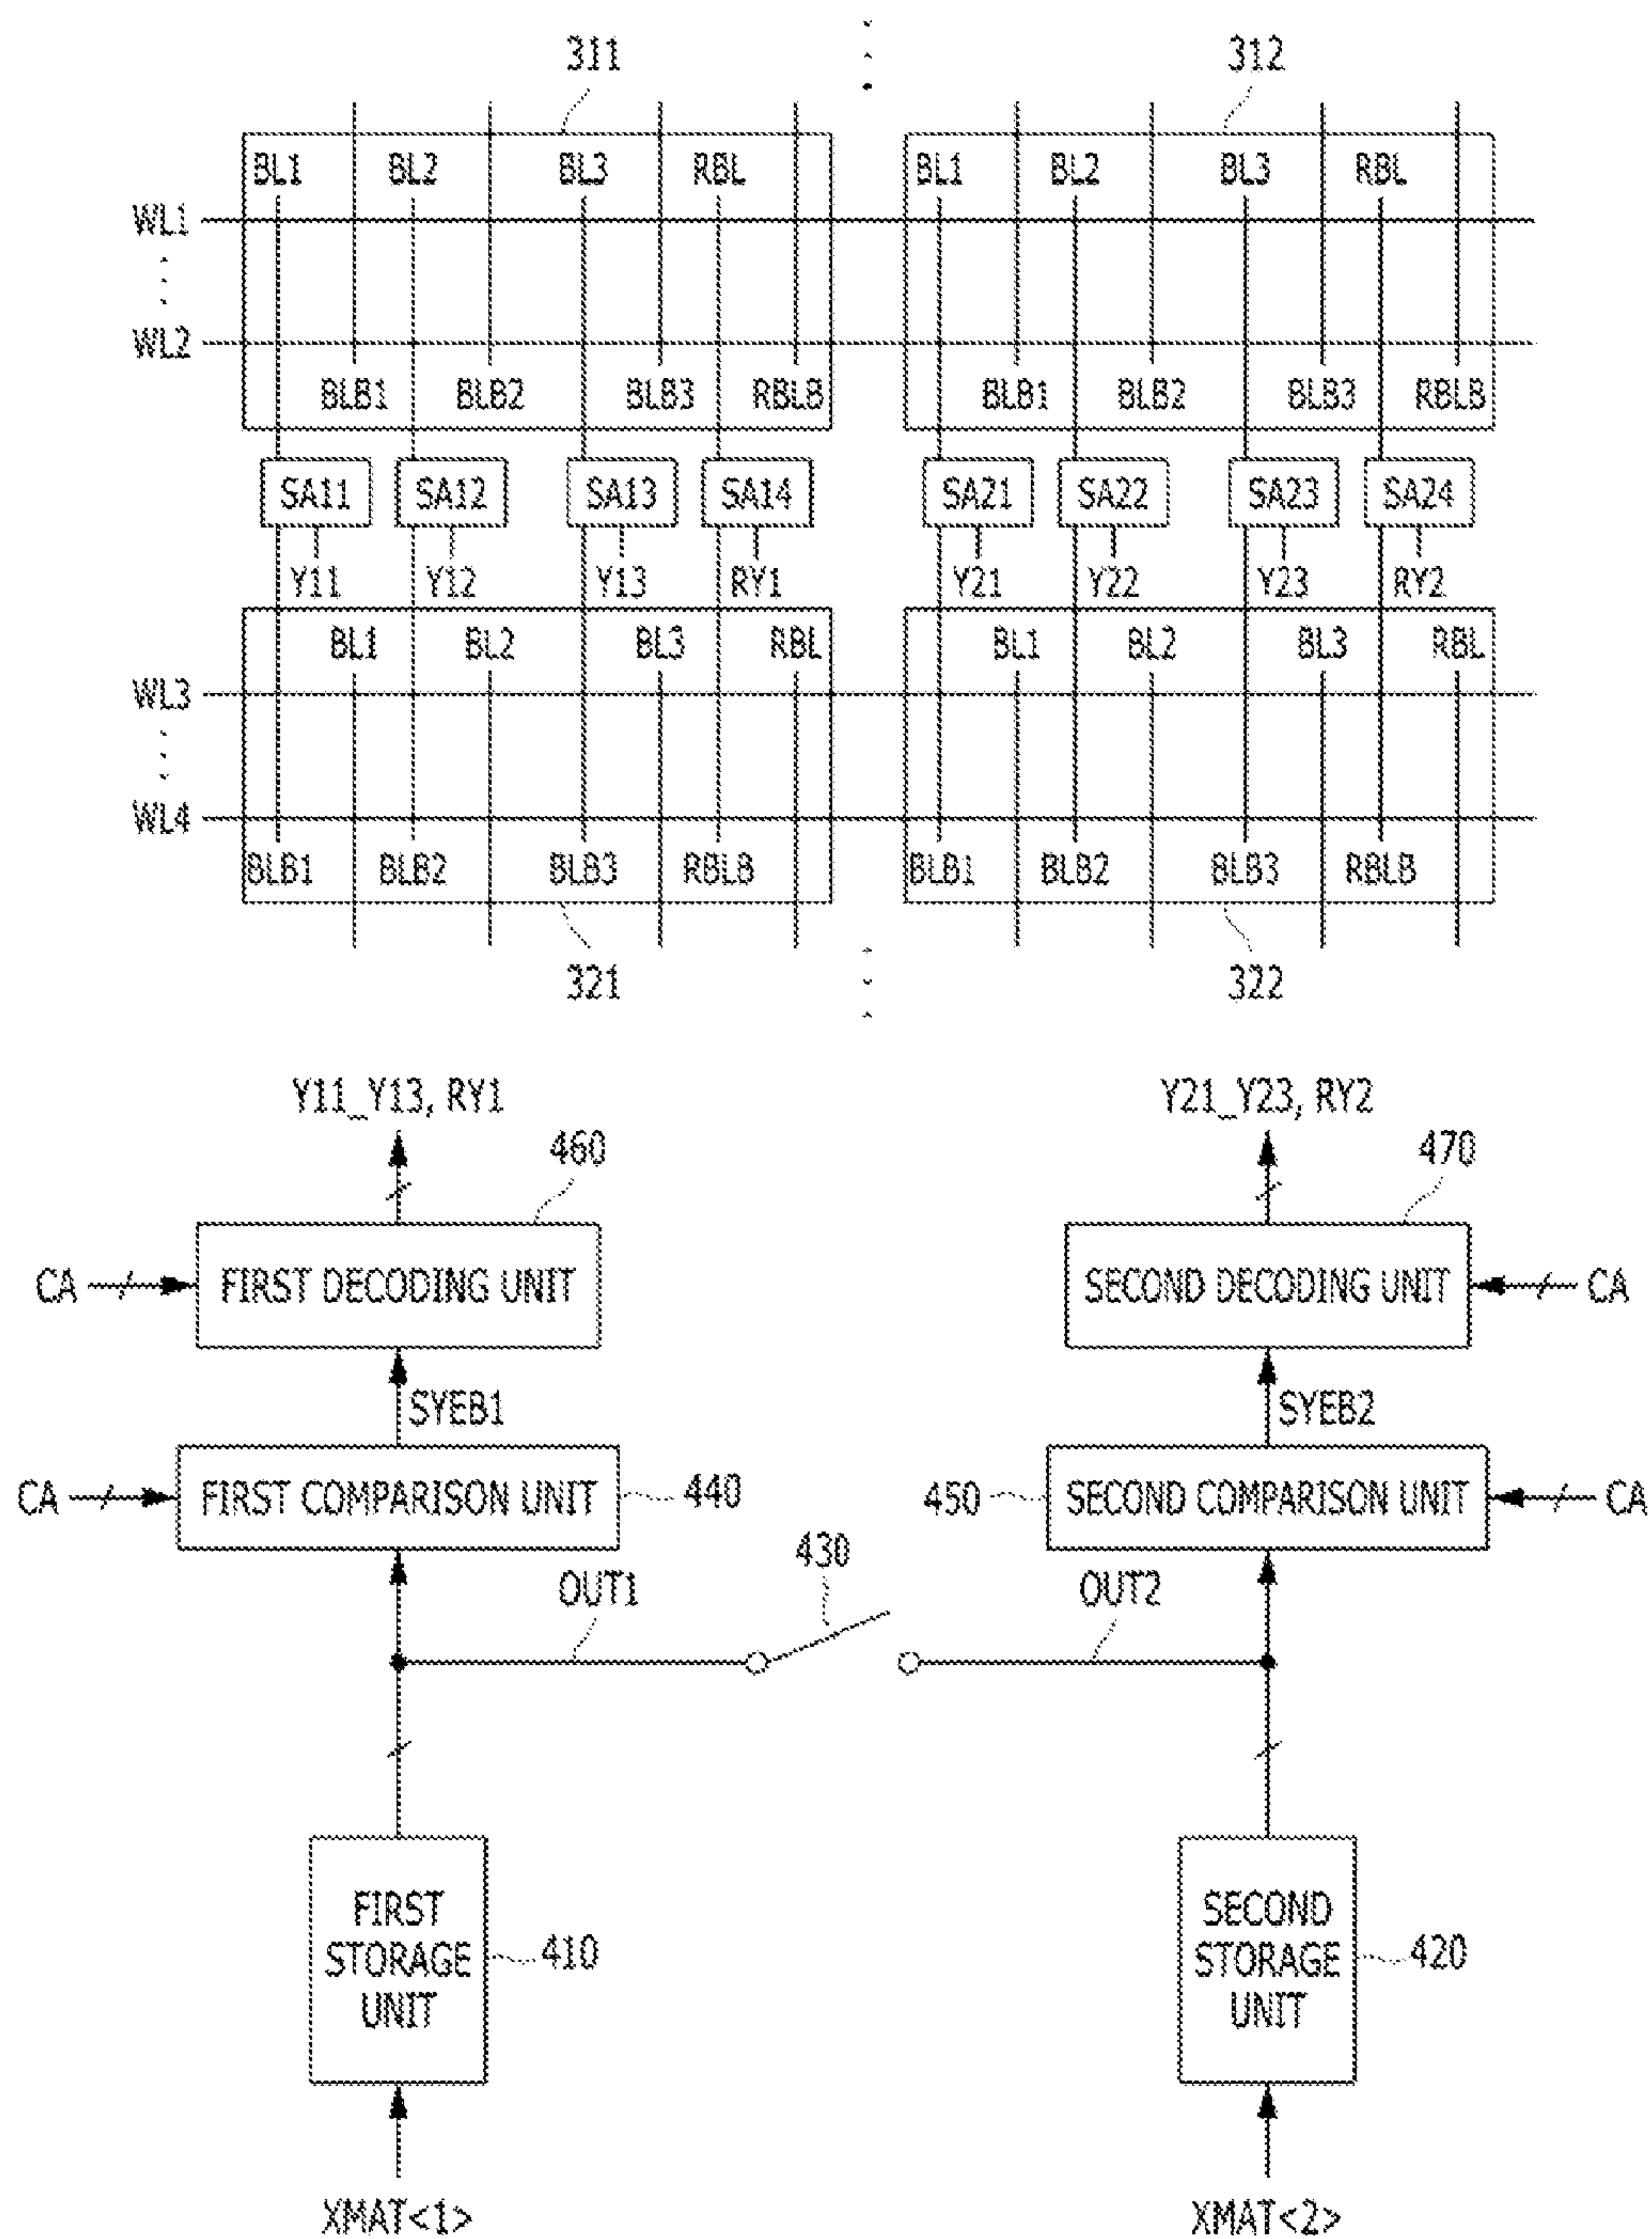 311 312
BL1 BL2 BL3 RBL BL1 BL2 BL3 RBL
WL1
WL2
BLB1 BLB2 BLB3 RBLB BLB1 BLB2 BLB3 RBLB
SA11 SA12 SA13 SA14 SA21 SA22 SA23 SA24
Y11 Y12 Y13 RY1 Y21 Y22 Y23 RY2
BL1 BL2 BL3 RBL BL1 BL2 BL3 RBL
WL3
WL4
BLB1 BLB2 BLB3 RBLB BLB1 BLB2 BLB3 RBLB
321 322
Y11_Y13, RY1 Y21_Y23, RY2
460 470
CA FIRST DECODING UNIT SECOND DECODING UNIT CA
SYEB1 SYEB2
CA FIRST COMPARISON UNIT 440 450 SECOND COMPARISON UNIT CA
430
OUT1 OUT2
FIRST
STORAGE
UNIT
410
SECOND
STORAGE
UNIT
420
XMAT<1> XMAT<2>